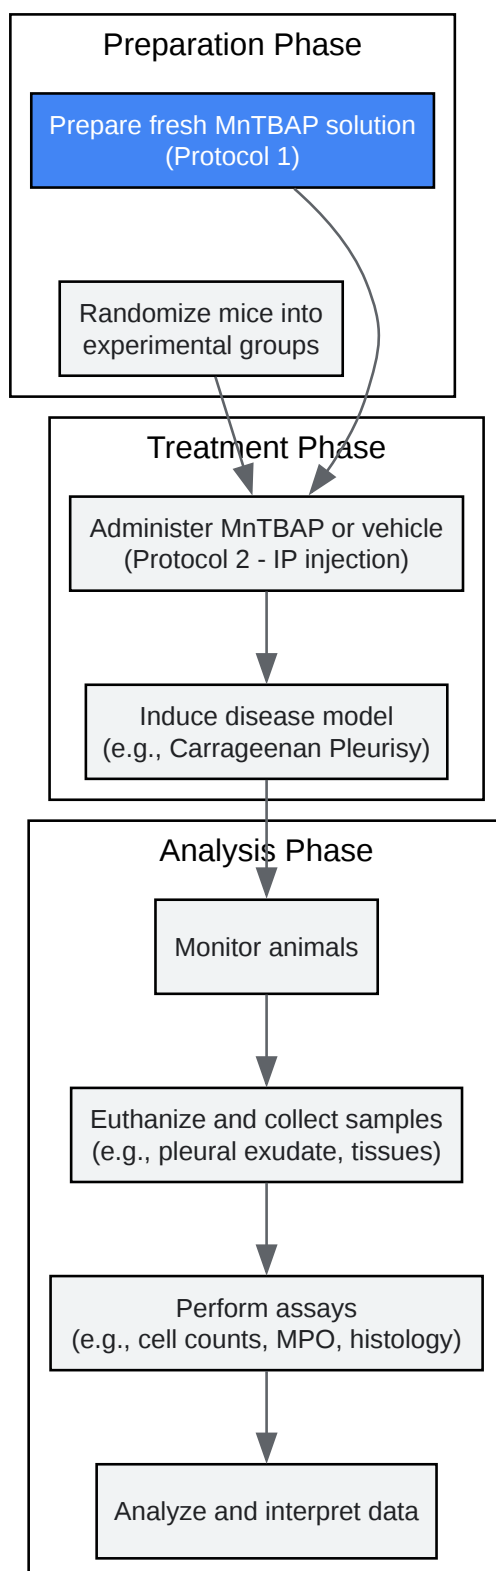 Preparation Phase
Prepare fresh MnTBAP solution
(Protocol 1)
Randomize mice into
experimental groups
Treatment Phase
Administer MnTBAP or vehicle
(Protocol 2 - IP injection)
Induce disease model
(e.g., Carrageenan Pleurisy)
Analysis Phase
Monitor animals
Euthanize and collect samples
(e.g., pleural exudate, tissues)
Perform assays
(e.g., cell counts, MPO, histology)
Analyze and interpret data